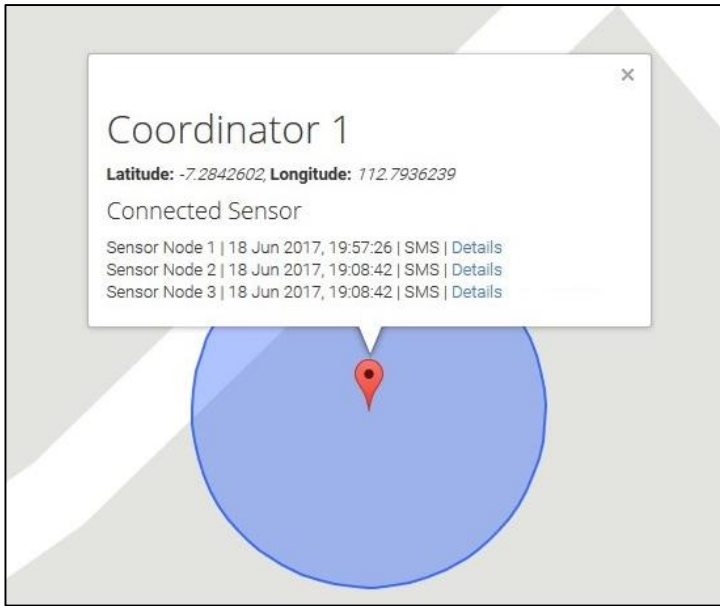 ×
Coordinator 1
Latitude: -7.2842602, Longitude: 112.7936239
Connected Sensor
Sensor Node 1 | 18 Jun 2017, 19:57:26 | SMS | Details
Sensor Node 2 | 18 Jun 2017, 19:08:42 | SMS | Details
Sensor Node 3 | 18 Jun 2017, 19:08:42 | SMS | Details